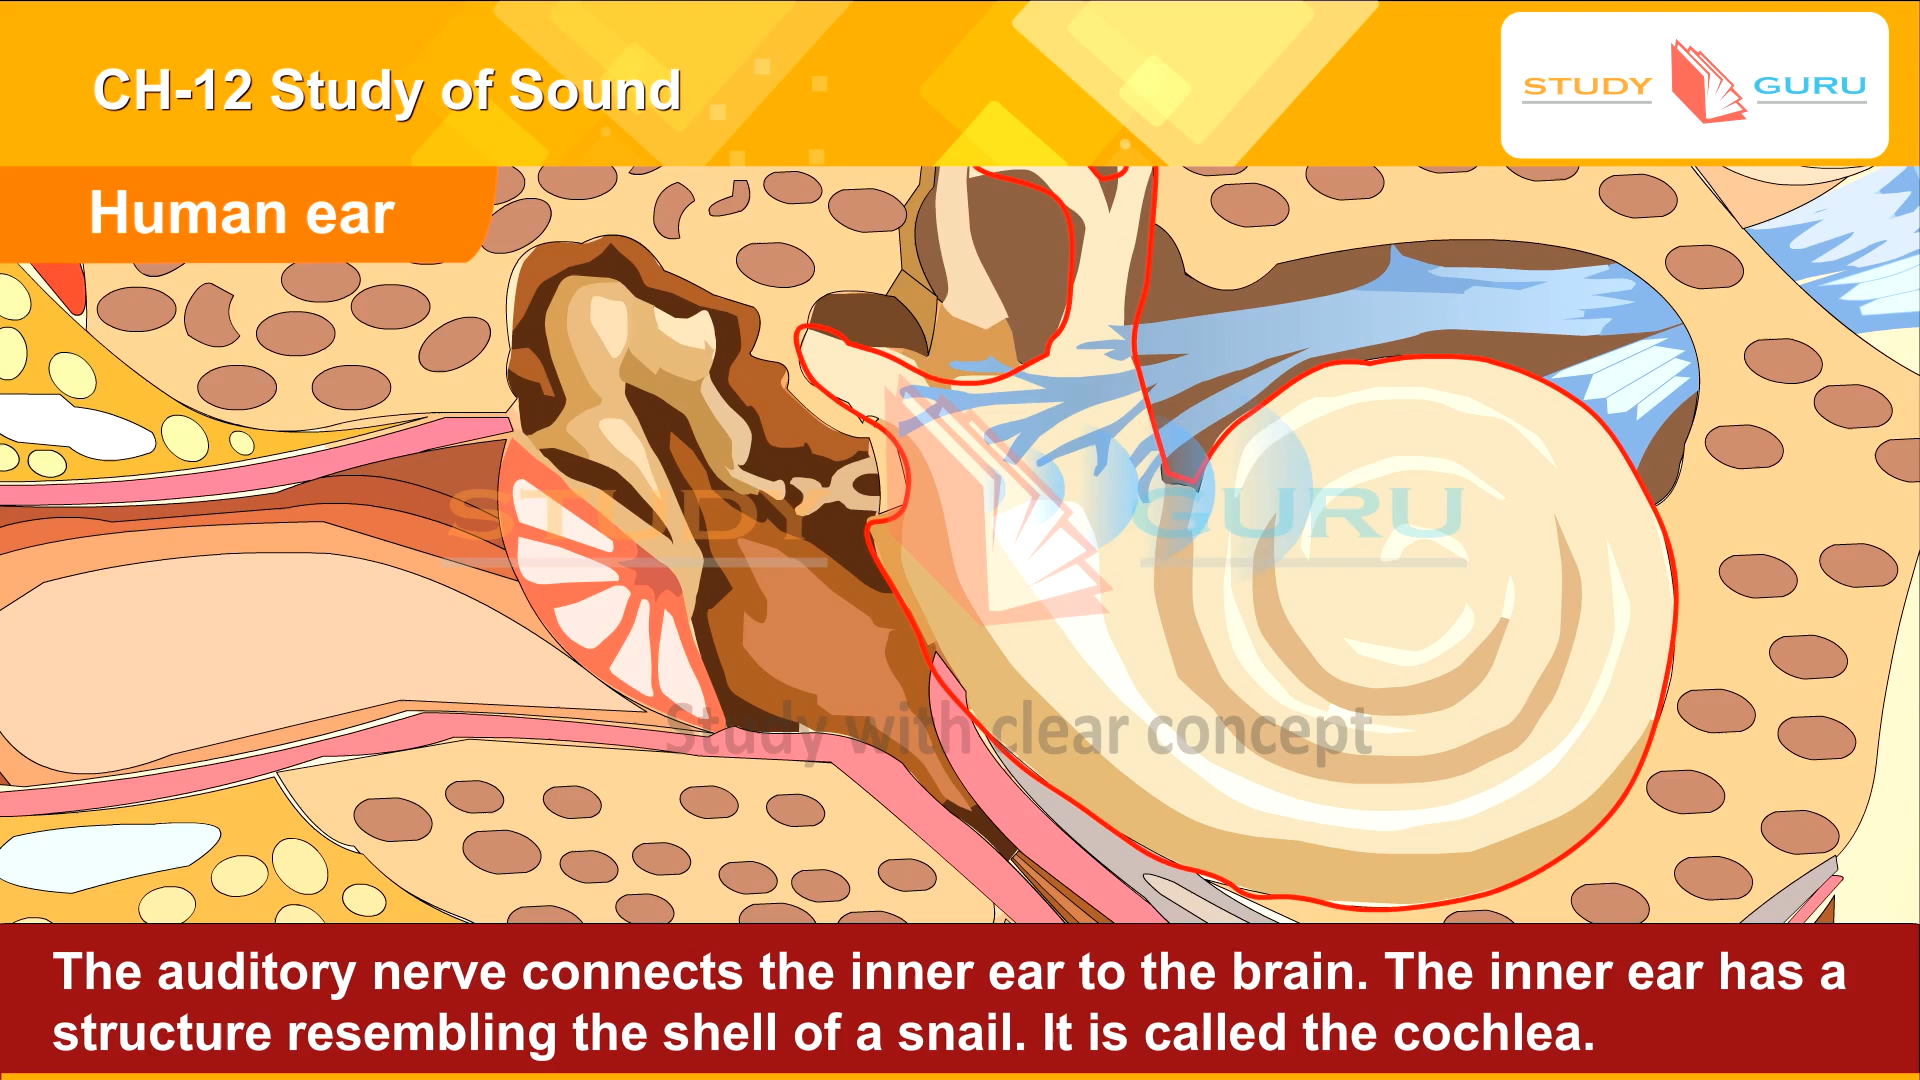 CH-12 Study of Sound
STUDY GURU
Human ear
STUDY GURU
Study with clear concept
The auditory nerve connects the inner ear to the brain. The inner ear has a
structure resembling the shell of a snail. It is called the cochlea.